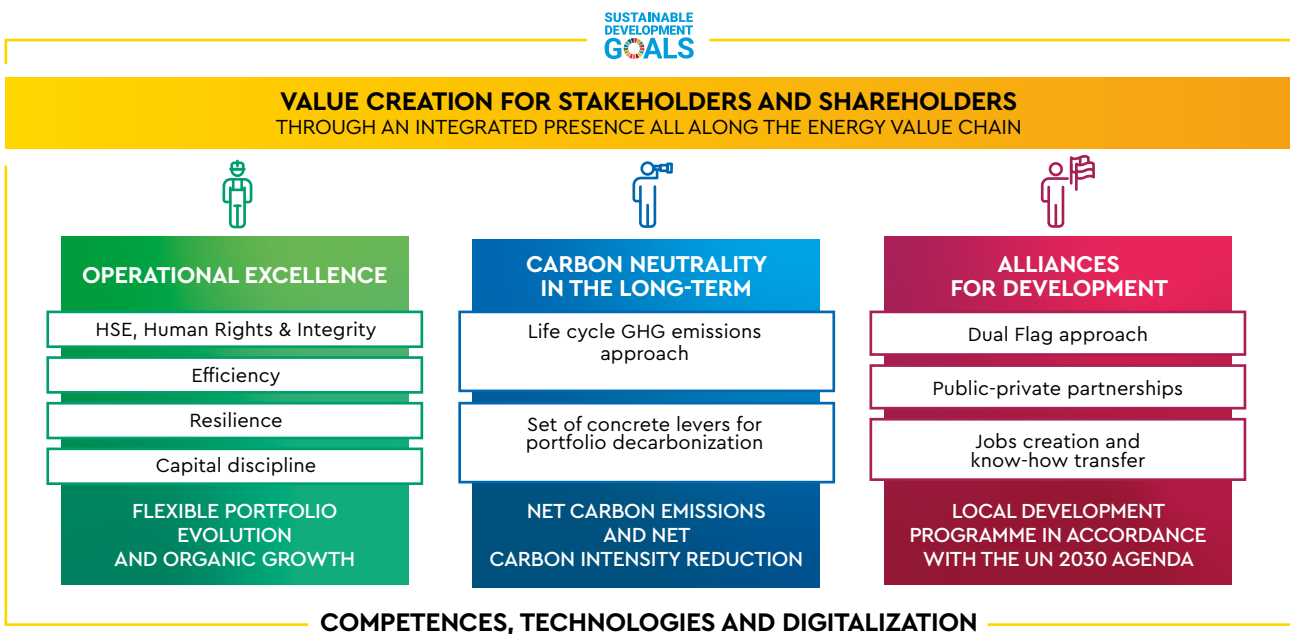 SUSTAINABLE
DEVELOPMENT
GOALS
VALUE CREATION FOR STAKEHOLDERS AND SHAREHOLDERS
THROUGH AN INTEGRATED PRESENCE ALL ALONG THE ENERGY VALUE CHAIN
OPERATIONAL EXCELLENCE
HSE, Human Rights & Integrity
Efficiency
Resilience
Capital discipline
FLEXIBLE PORTFOLIO
EVOLUTION
AND ORGANIC GROWTH
CARBON NEUTRALITY
IN THE LONG-TERM
Life cycle GHG emissions
approach
Set of concrete levers for
portfolio decarbonization
NET CARBON EMISSIONS
AND NET
CARBON INTENSITY REDUCTION
ALLIANCES
FOR DEVELOPMENT
Dual Flag approach
Public-private partnerships
Jobs creation and
know-how transfer
LOCAL DEVELOPMENT
PROGRAMME IN ACCORDANCE
WITH THE UN 2030 AGENDA
COMPETENCES, TECHNOLOGIES AND DIGITALIZATION